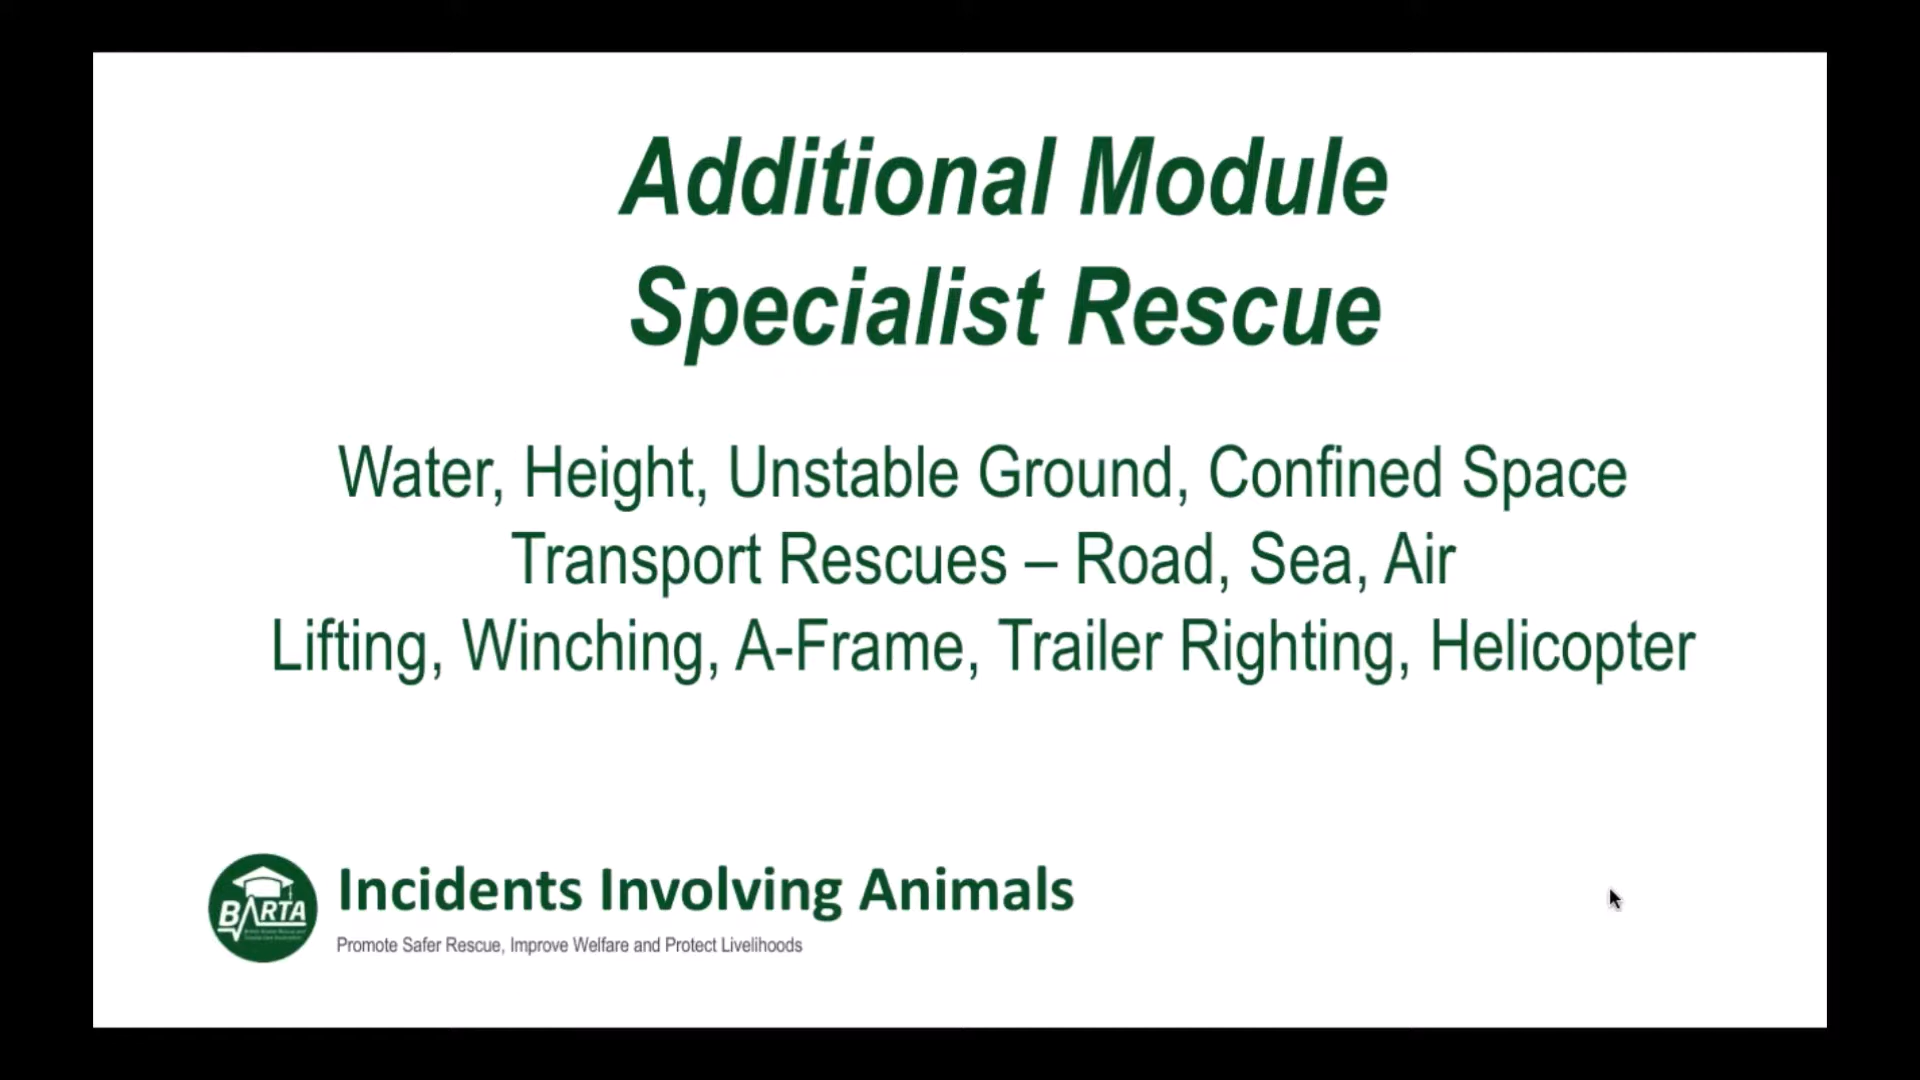 Additional Module
Specialist Rescue
Water, Height, Unstable Ground, Confined Space
Transport Rescues – Road, Sea, Air
Lifting, Winching, A-Frame, Trailer Righting, Helicopter
BARTA
Incidents Involving Animals
Promote Safer Rescue, Improve Welfare and Protect Livelihoods